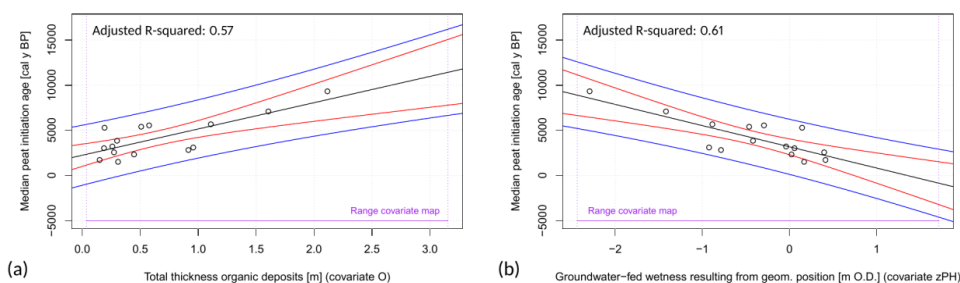 Adjusted R-squared: 0.57
Median peat initiation age [cal y BP]
15000
10000
5000
0
−5000
Range covariate map
0.0 0.5 1.0 1.5 2.0 2.5 3.0
(a)
Total thickness organic deposits [m] (covariate O)
Adjusted R-squared: 0.61
Median peat initiation age [cal y BP]
15000
10000
5000
0
−5000
Range covariate map
−2 −1 0 1
(b)
Groundwater−fed wetness resulting from geom. position [m O.D.] (covariate zPH)